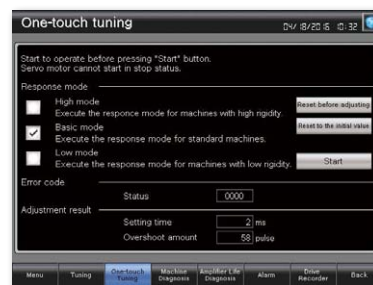 One-touch tuning
04/18/2015 10:32
Start to operate before pressing "Start" button.
Servo motor cannot start in stop status.
Response mode
High mode
Execute the responce mode for machines with high rigidity.
Reset before adjusting
Basic mode
Execute the response mode for standard machines.
Reset to the initial value
Low mode
Execute the response mode for machines with low rigidity.
Start
Error code
Status 0000
Adjustment result
Setting time 2 ms
Overshoot amount 58 pulse
Menu Tuning One-touch Tuning Machine Diagnosis Amplifier Life Diagnosis Alarm Drive Recorder Back